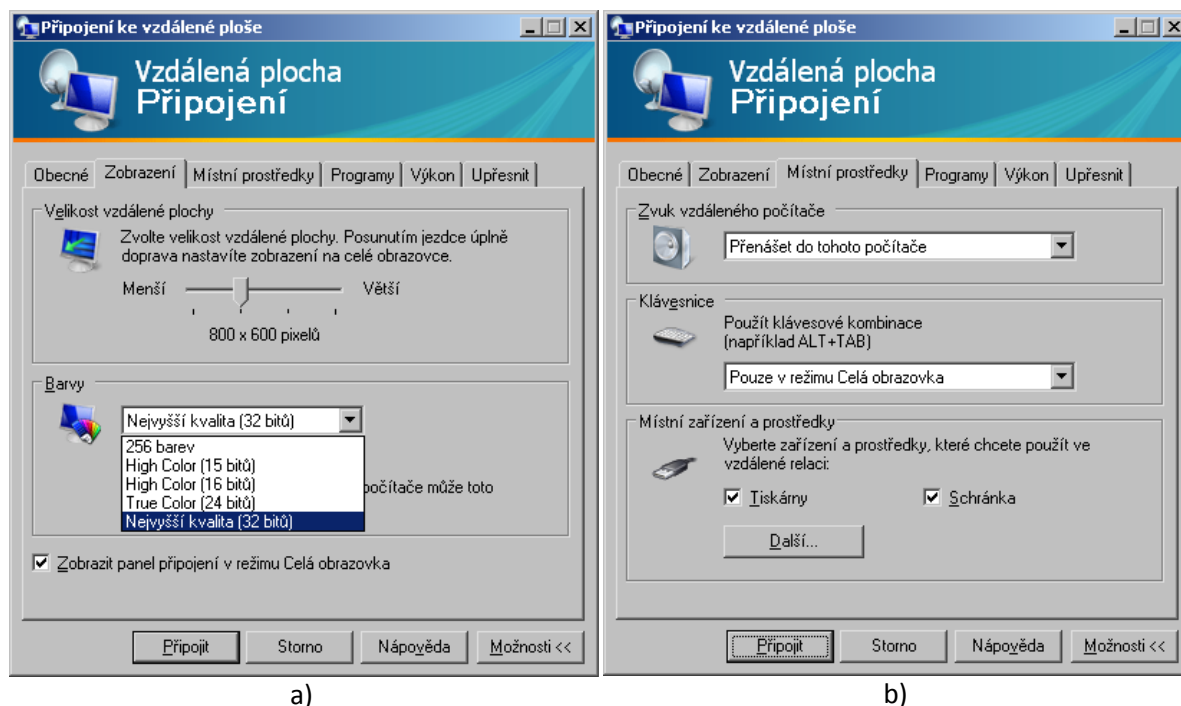 Připojení ke vzdálené ploše
Vzdálená plocha
Připojení
Obecné Zobrazení Místní prostředky Programy Výkon Upřesnit
Velikost vzdálené plochy
Zvolte velikost vzdálené plochy. Posunutím jezdce úplně
doprava nastavíte zobrazení na celé obrazovce.
Menší Větší
800 x 600 pixelů
Barvy
Nejvyšší kvalita (32 bitů)
256 barev
High Color (15 bitů)
High Color (16 bitů)
počítače může toto
True Color (24 bitů)
Nejvyšší kvalita (32 bitů)
Zobrazit panel připojení v režimu Celá obrazovka
Připojit Storno Nápověda Možnosti <<
a)
Připojení ke vzdálené ploše
Vzdálená plocha
Připojení
Obecné Zobrazení Místní prostředky Programy Výkon Upřesnit
Zvuk vzdáleného počítače
Přenášet do tohoto počítače
Klávesnice
Použít klávesové kombinace
(například ALT+TAB)
Pouze v režimu Celá obrazovka
Místní zařízení a prostředky
Vyberte zařízení a prostředky, které chcete použít ve
vzdálené relaci:
Tiskárny Schránka
Další...
Připojit Storno Nápověda Možnosti <<
b)